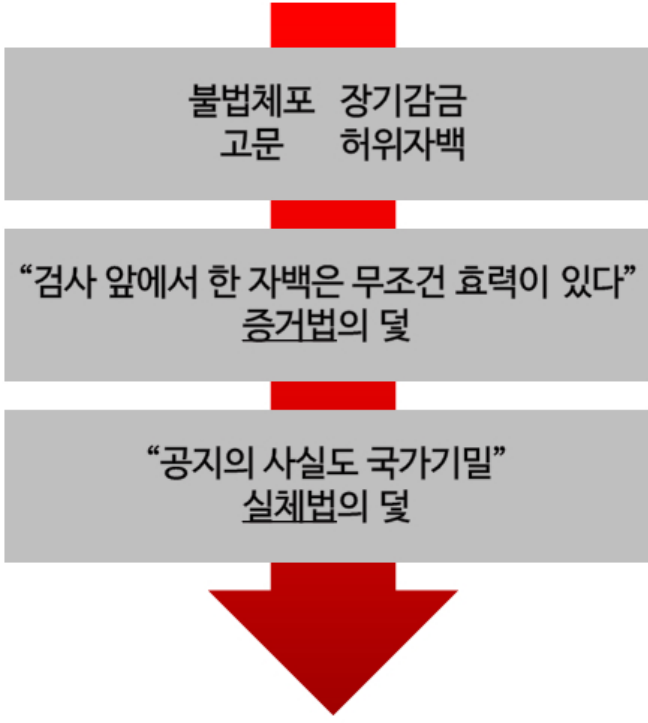 불법체포 장기감금
고문 허위자백
“검사 앞에서 한 자백은 무조건 효력이 있다”
증거법의 덫
“공지의 사실도 국가기밀”
실체법의 덫